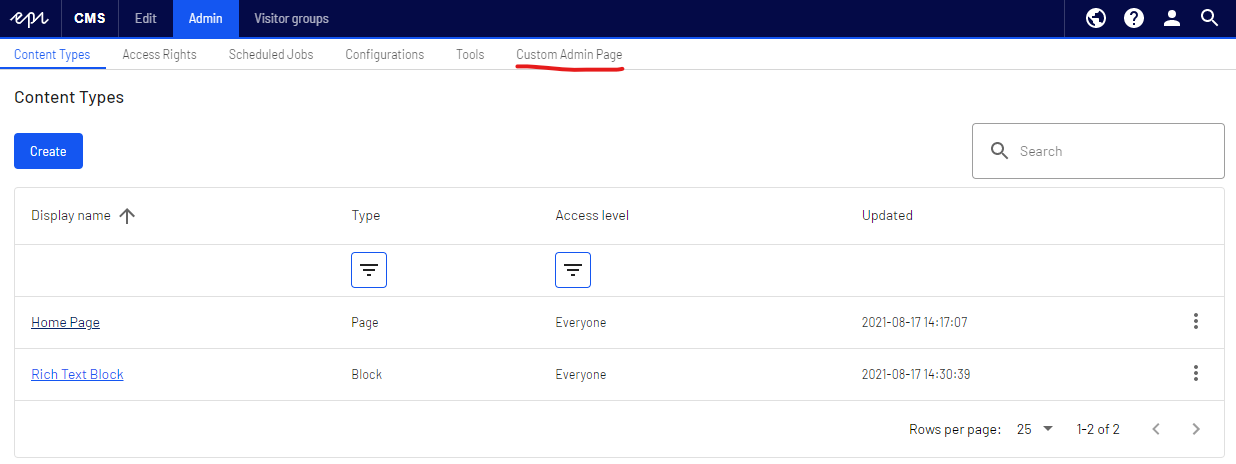 epi CMS Edit Admin Visitor groups
Content Types Access Rights Scheduled Jobs Configurations Tools Custom Admin Page
Content Types
Create Search
Display name Type Access level Updated
Home Page Page Everyone 2021-08-17 14:17:07
Rich Text Block Block Everyone 2021-08-17 14:30:39
Rows per page: 25 1-2 of 2